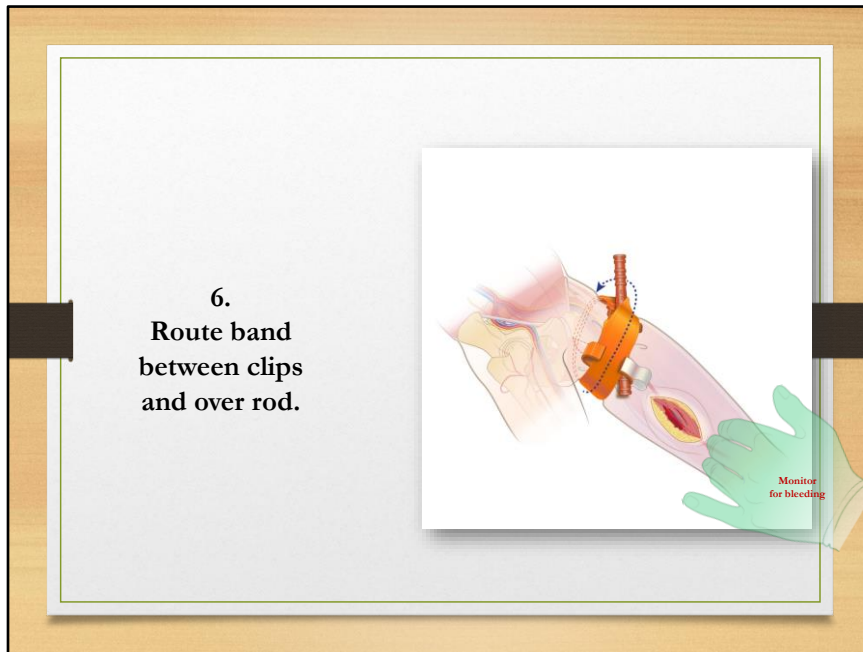 6.
Route band
between clips
and over rod.
Monitor
for bleeding